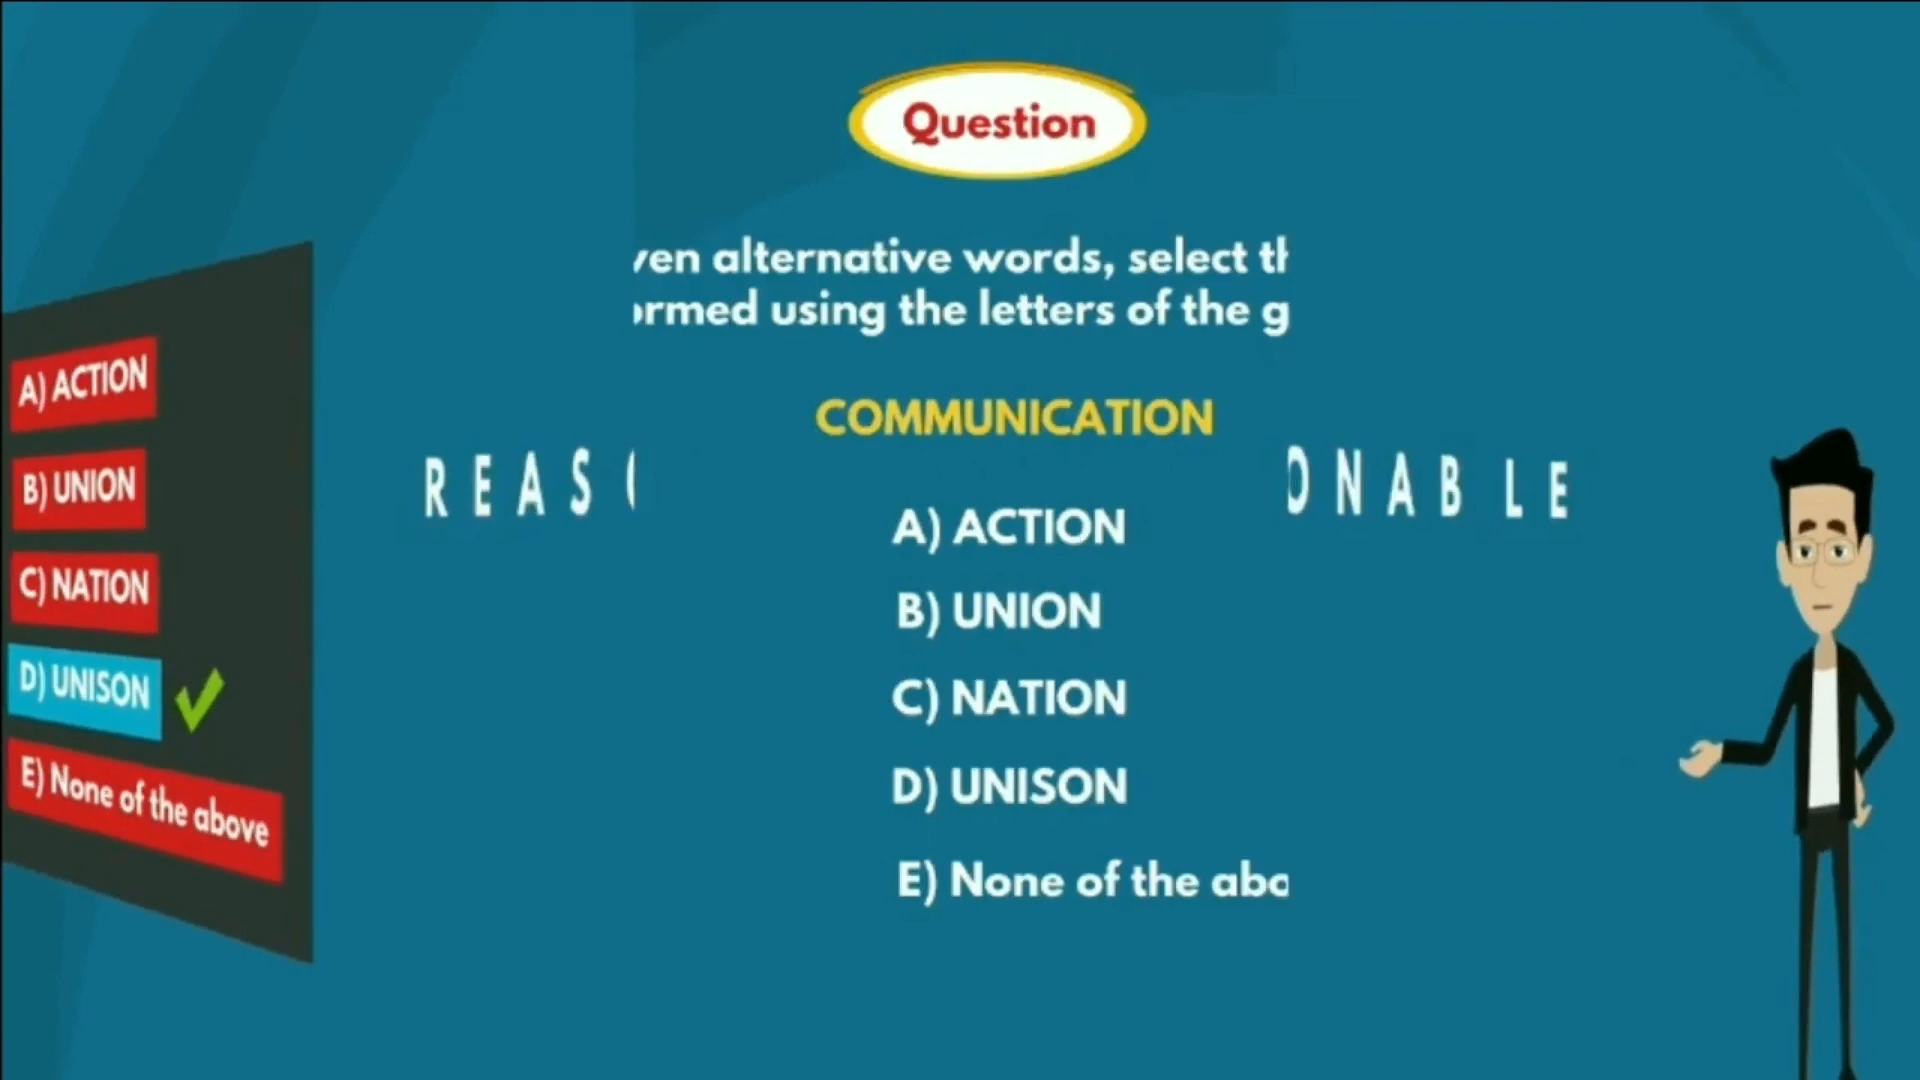 Question
ven alternative words, select th
ormed using the letters of the g
COMMUNICATION
A) ACTION
B) UNION
C) NATION
D) UNISON
E) None of the abo
A) ACTION
B) UNION
C) NATION
D) UNISON
E) None of the above
R E A S O N A B L E